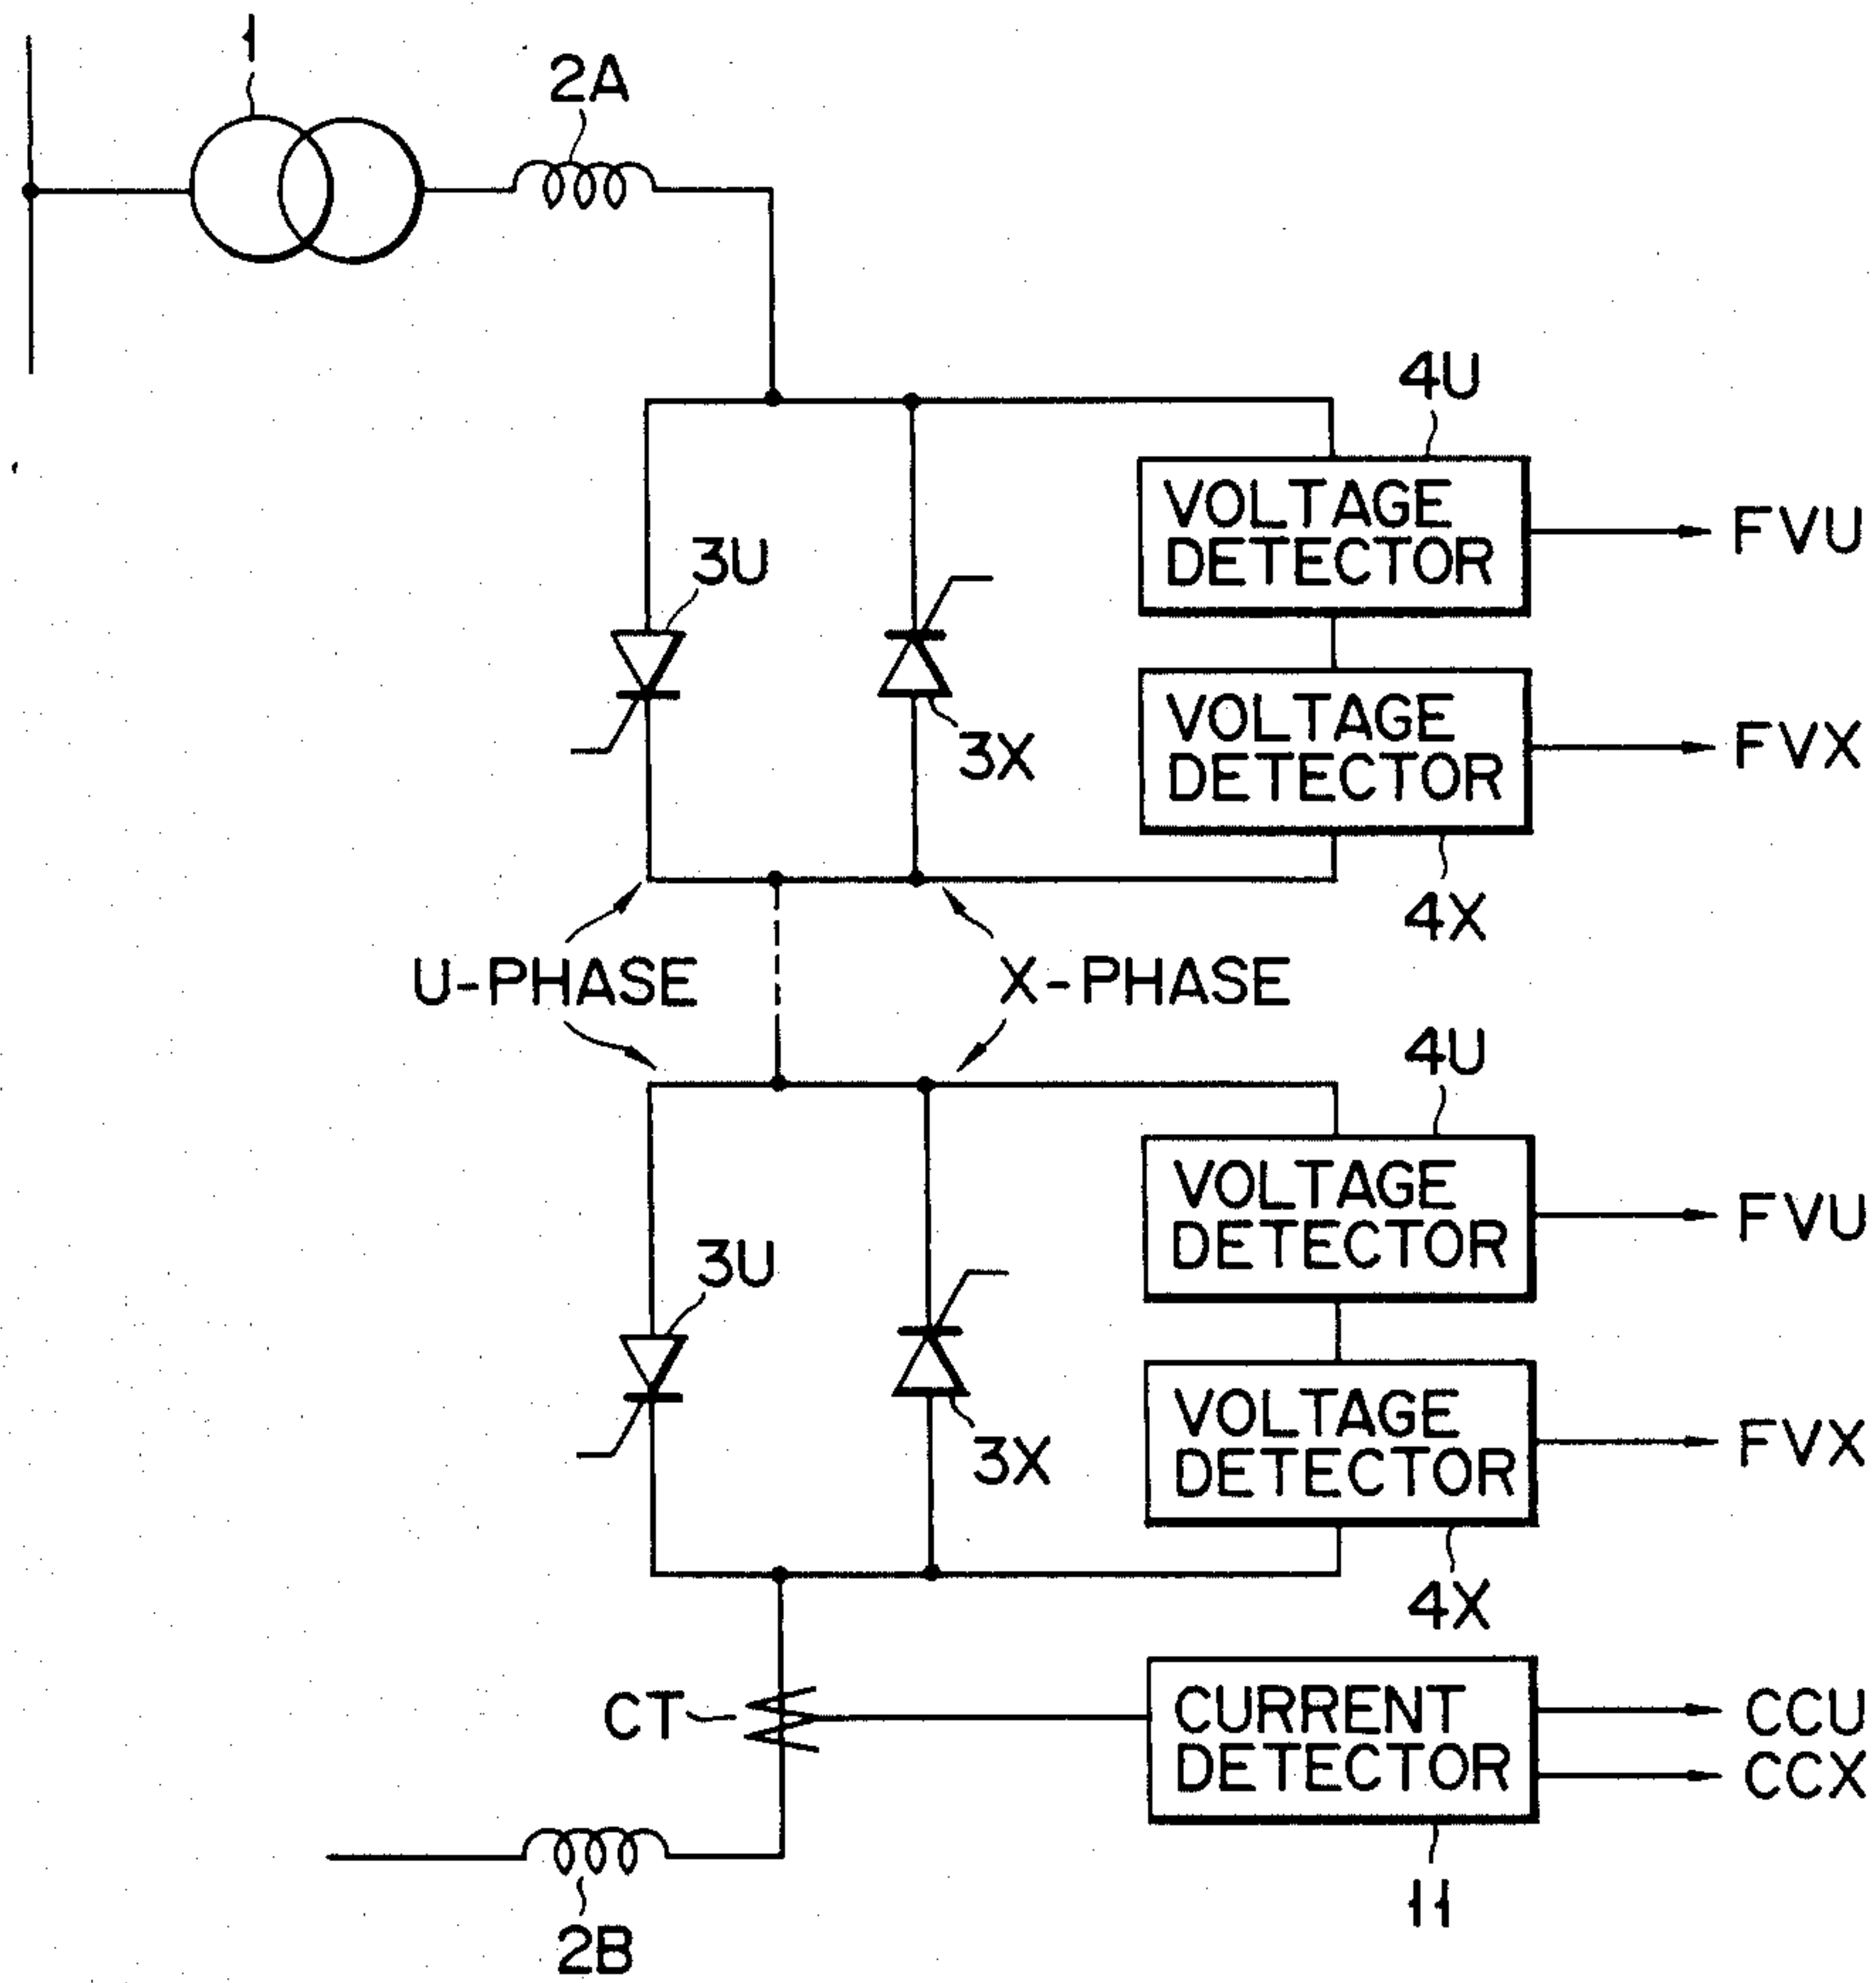 1
2A
4U
VOLTAGE
DETECTOR
FVU
3U
VOLTAGE
DETECTOR
FVX
3X
4X
U-PHASE
X-PHASE
4U
VOLTAGE
DETECTOR
FVU
3U
VOLTAGE
DETECTOR
FVX
3X
4X
CT
CURRENT
DETECTOR
CCU
CCX
11
2B